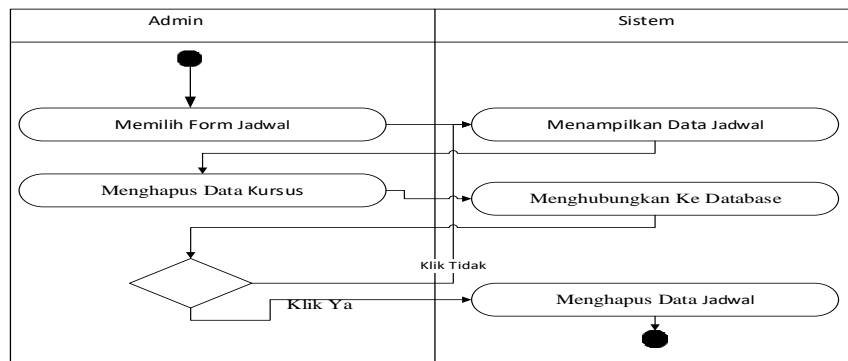 Admin
Sistem
Memilih Form Jadwal
Menampilkan Data Jadwal
Menghapus Data Kursus
Menghubungkan Ke Database
Klik Tidak
Klik Ya
Menghapus Data Jadwal